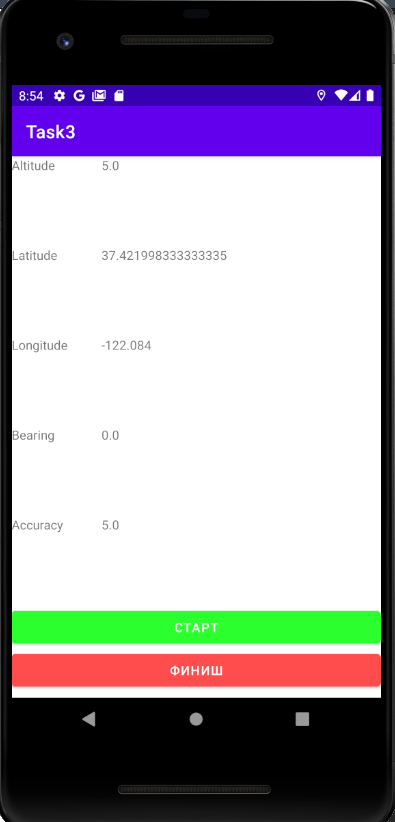 8:54
Task3
Altitude 5.0
Latitude 37.421998333333335
Longitude -122.084
Bearing 0.0
Accuracy 5.0
СТАРТ
ФИНИШ